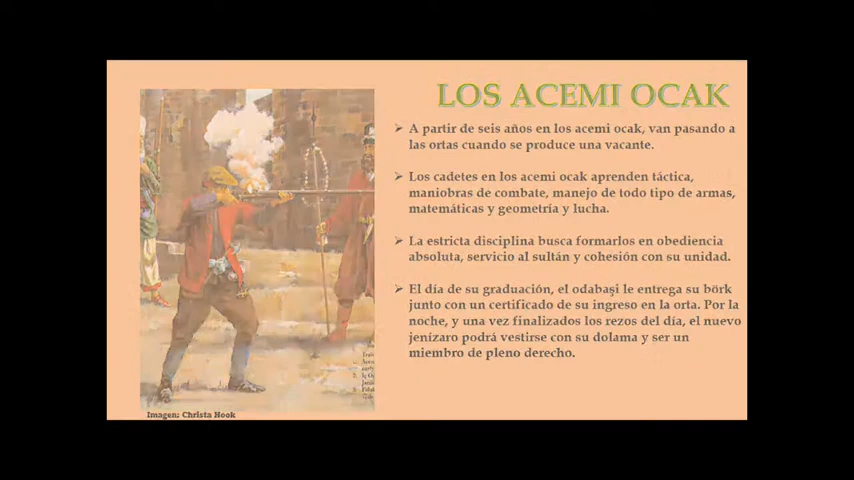 LOS ACEMI OCAK
➢ A partir de seis años en los acemi ocak, van pasando a
las ortas cuando se produce una vacante.
➢ Los cadetes en los acemi ocak aprenden táctica,
maniobras de combate, manejo de todo tipo de armas,
matemáticas y geometría y lucha.
➢ La estricta disciplina busca formarlos en obediencia
absoluta, servicio al sultán y cohesión con su unidad.
➢ El día de su graduación, el odabaşi le entrega su börk
junto con un certificado de su ingreso en la orta. Por la
noche, y una vez finalizados los rezos del día, el nuevo
jenízaro podrá vestirse con su dolama y ser un
miembro de pleno derecho.
Imagen: Christa Hook